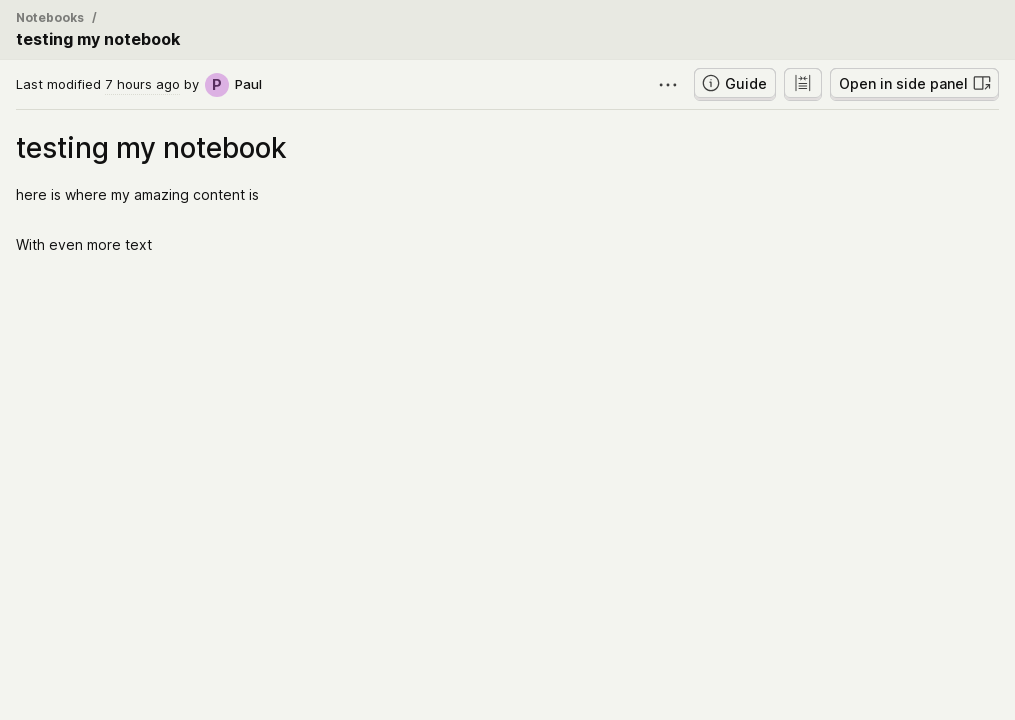 Notebooks /
testing my notebook
Last modified 7 hours ago by P Paul
Guide
Open in side panel
testing my notebook
here is where my amazing content is
With even more text